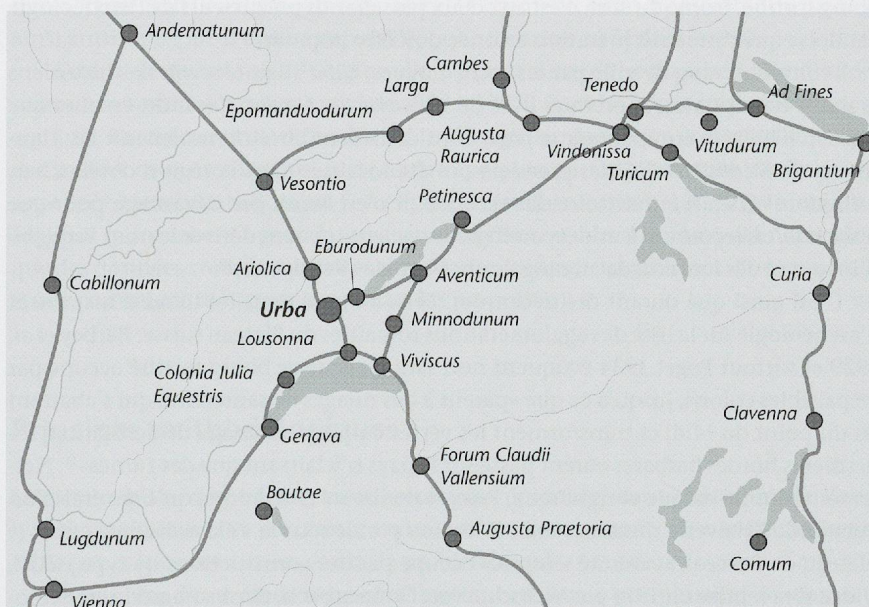 Andematunum
Cambes
Larga
Tenedo
Ad Fines
Epomanduodurum
Augusta
Raurica
Vindonissa
Vitudurum
Turicum
Brigantium
Vesontio
Petinesca
Eburodunum
Ariolica
Aventicum
Cabillonum
Curia
Urba
Minnodunum
Lousonna
Viviscus
Colonia Iulia
Equestris
Clavenna
Genava
Forum Claudii
Vallensium
Boutae
Lugdunum
Augusta Praetoria
Comum
Vienna